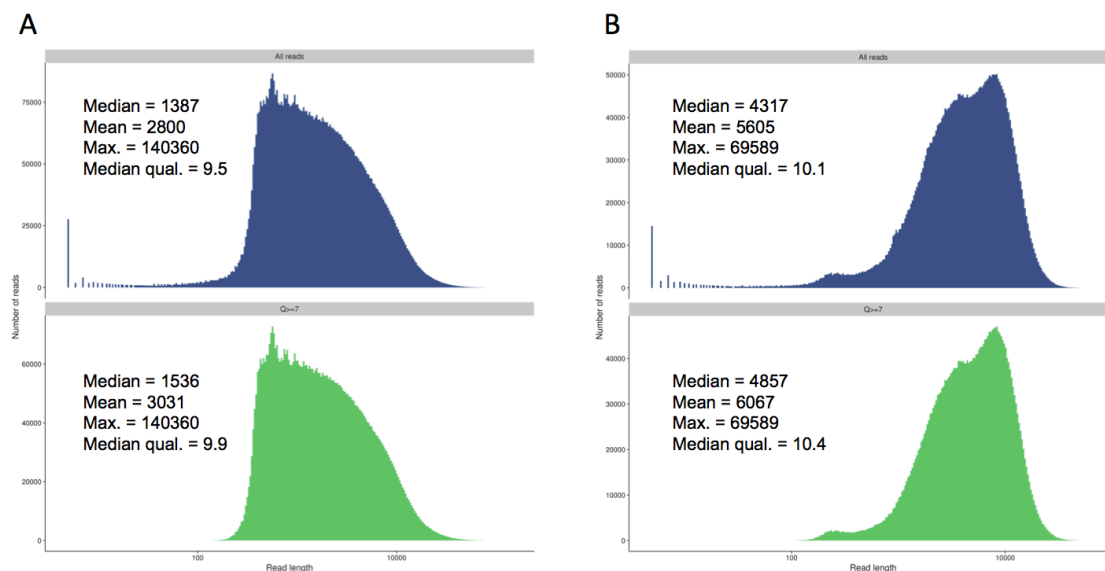 A
B
All reads
Median = 1387
Mean = 2800
Max. = 140360
Median qual. = 9.5
75000
50000
25000
0
Q>=7
Median = 1536
Mean = 3031
Max. = 140360
Median qual. = 9.9
60000
40000
20000
0
Number of reads
100
10000
Read length
All reads
Median = 4317
Mean = 5605
Max. = 69589
Median qual. = 10.1
50000
40000
30000
20000
10000
0
Q>=7
Median = 4857
Mean = 6067
Max. = 69589
Median qual. = 10.4
40000
30000
20000
10000
0
Number of reads
100
10000
Read length